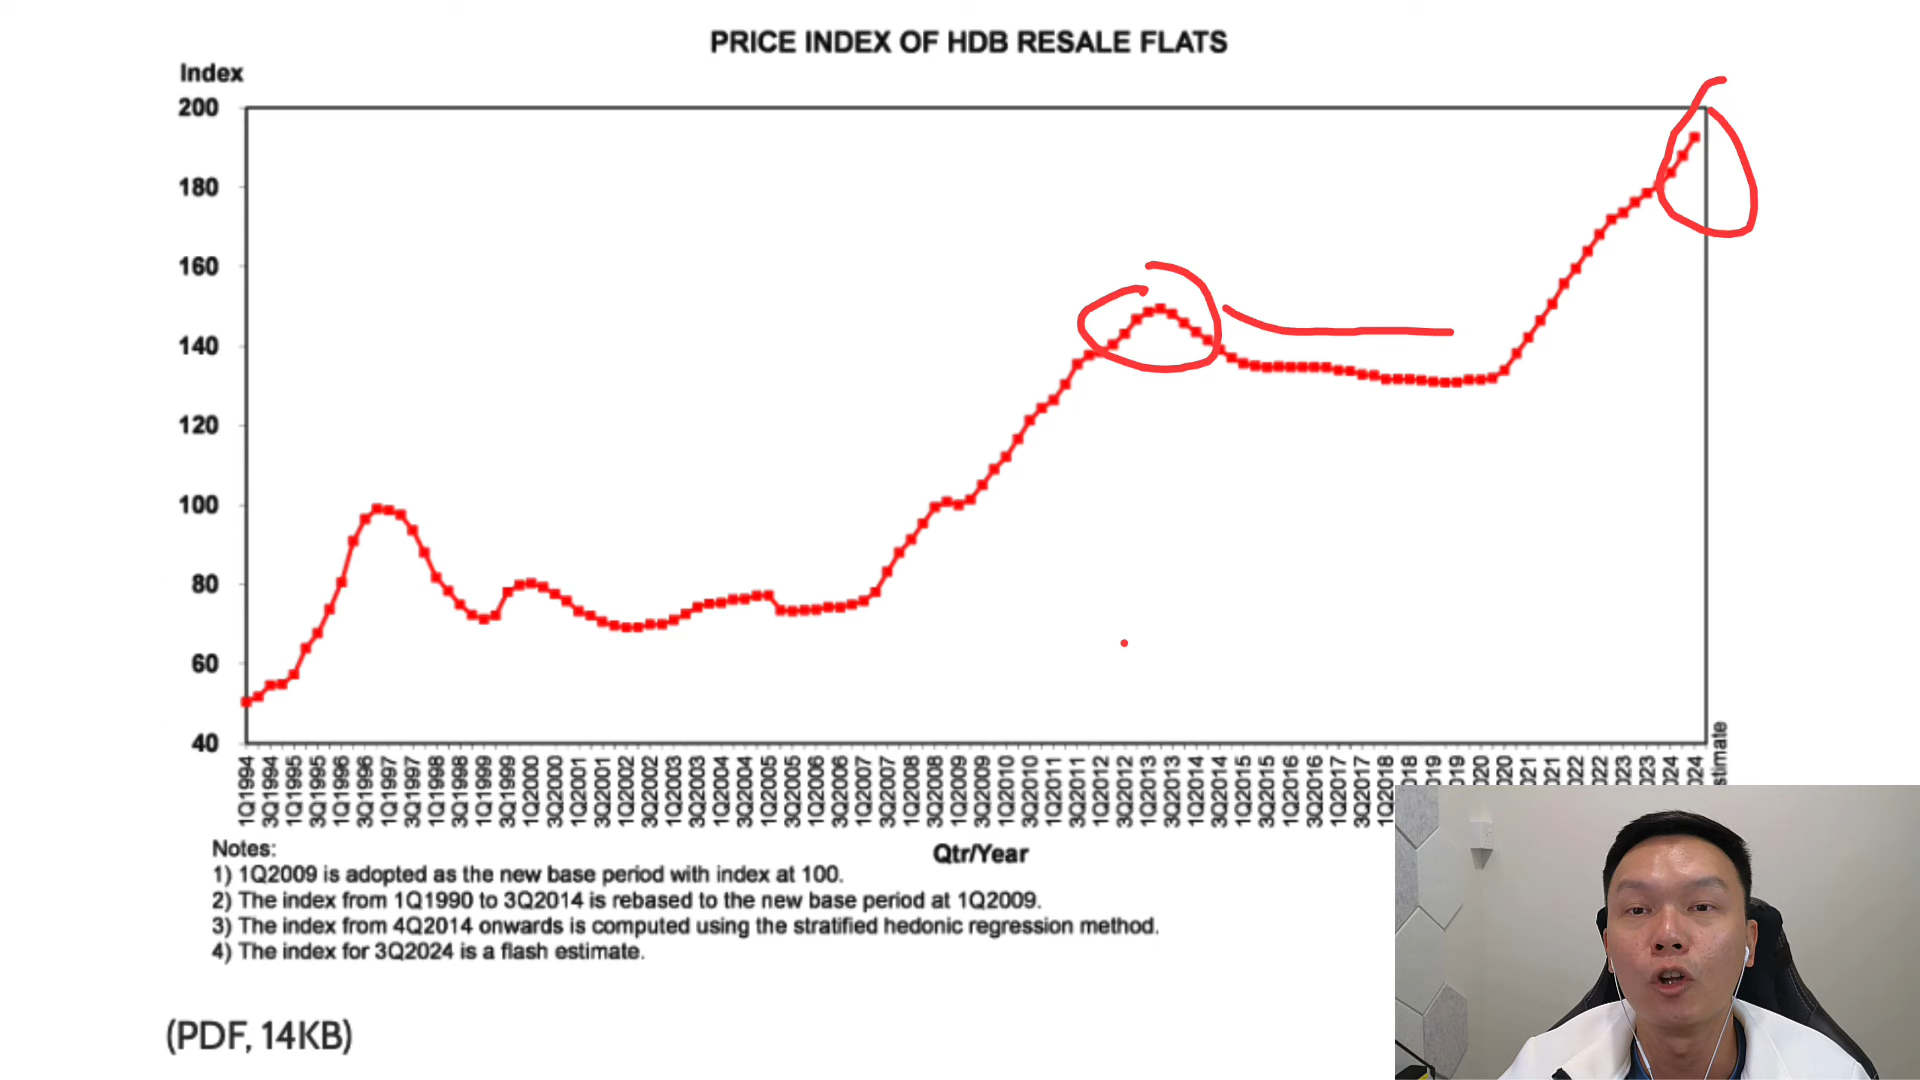 PRICE INDEX OF HDB RESALE FLATS
Index
200
180
160
140
120
100
80
60
40
1Q1994
3Q1994
1Q1995
3Q1995
1Q1996
3Q1996
1Q1997
3Q1997
1Q1998
3Q1998
1Q1999
3Q1999
1Q2000
3Q2000
1Q2001
3Q2001
1Q2002
3Q2002
1Q2003
3Q2003
1Q2004
3Q2004
1Q2005
3Q2005
1Q2006
3Q2006
1Q2007
3Q2007
1Q2008
3Q2008
1Q2009
3Q2009
1Q2010
3Q2010
1Q2011
3Q2011
1Q2012
3Q2012
1Q2013
3Q2013
1Q2014
3Q2014
1Q2015
3Q2015
1Q2016
3Q2016
1Q2017
3Q2017
1Q2018
Qtr/Year
Notes:
1) 1Q2009 is adopted as the new base period with index at 100.
2) The index from 1Q1990 to 3Q2014 is rebased to the new base period at 1Q2009.
3) The index from 4Q2014 onwards is computed using the stratified hedonic regression method.
4) The index for 3Q2024 is a flash estimate.
(PDF, 14KB)